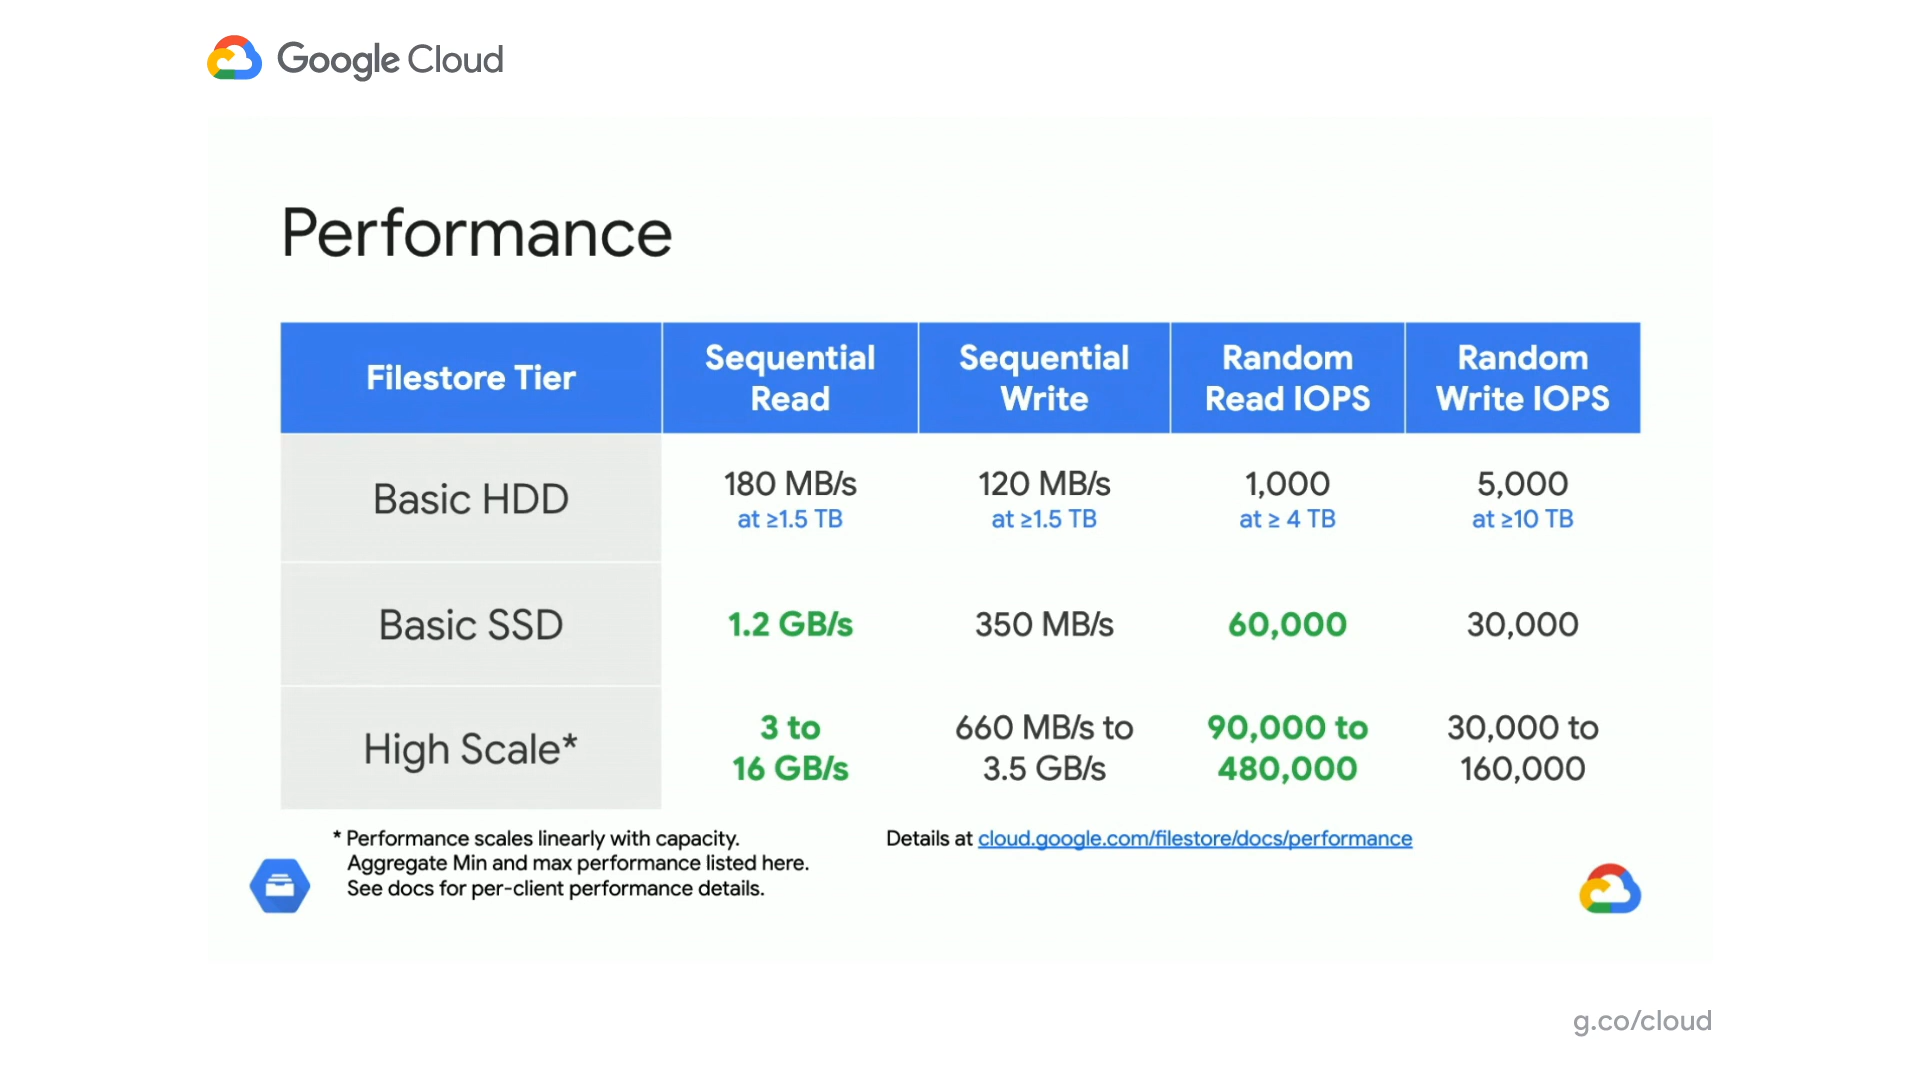 Google Cloud
Performance
Filestore Tier
Sequential
Read
Sequential
Write
Random
Read IOPS
Random
Write IOPS
Basic HDD
180 MB/s
at ≥1.5 TB
120 MB/s
at ≥1.5 TB
1,000
at ≥ 4 TB
5,000
at ≥10 TB
Basic SSD
1.2 GB/s
350 MB/s
60,000
30,000
High Scale*
3 to
16 GB/s
660 MB/s to
3.5 GB/s
90,000 to
480,000
30,000 to
160,000
* Performance scales linearly with capacity.
Aggregate Min and max performance listed here.
See docs for per-client performance details.
Details at cloud.google.com/filestore/docs/performance
g.co/cloud